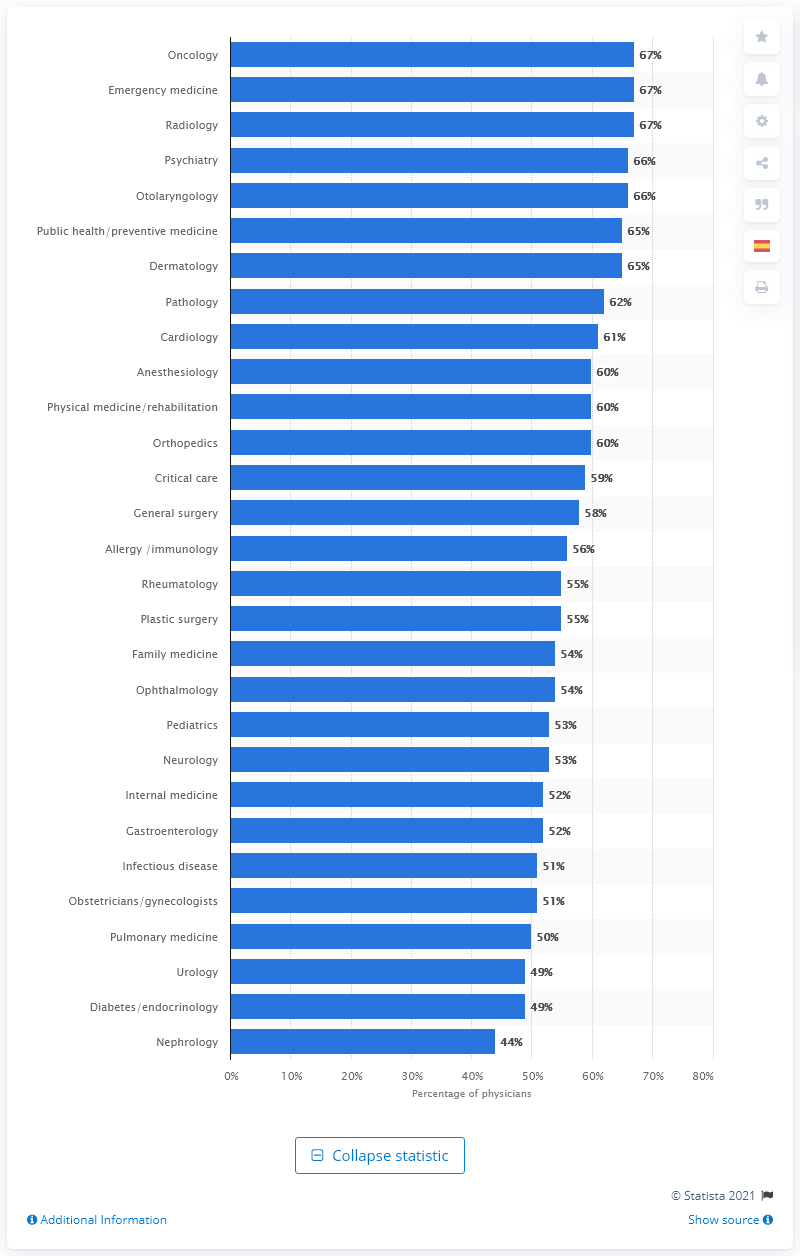 Oncology 67%
Emergency medicine 67%
Radiology 67%
Psychiatry 66%
Otolaryngology 66%
Public health/preventive medicine 65%
Dermatology 65%
Pathology 62%
Cardiology 61%
Anesthesiology 60%
Physical medicine/rehabilitation 60%
Orthopedics 60%
Critical care 59%
General surgery 58%
Allergy /immunology 56%
Rheumatology 55%
Plastic surgery 55%
Family medicine 54%
Ophthalmology 54%
Pediatrics 53%
Neurology 53%
Internal medicine 52%
Gastroenterology 52%
Infectious disease 51%
Obstetricians/gynecologists 51%
Pulmonary medicine 50%
Urology 49%
Diabetes/endocrinology 49%
Nephrology 44%
0% 10% 20% 30% 40% 50% 60% 70% 80%
Percentage of physicians
Collapse statistic
© Statista 2021
Additional Information Show source